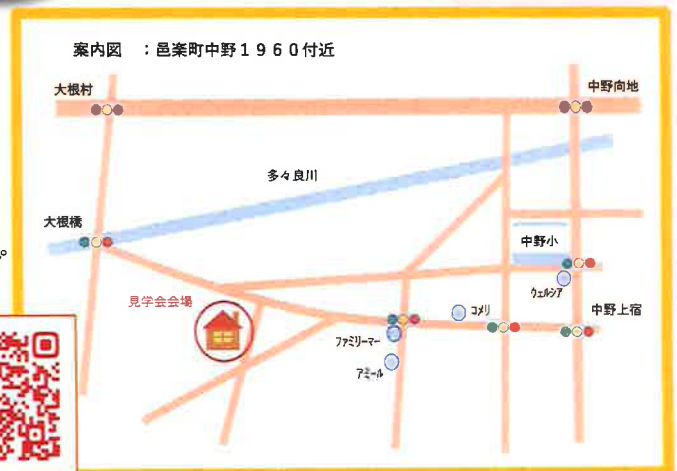 案内図 ：邑楽町中野１９６０付近
大根村
中野向地
多々良川
大根橋
中野小
ウェルシア
見学会会場
コメリ
中野上宿
ファミリーマー
アミール
。